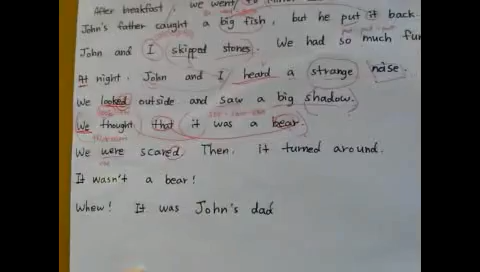 After breakfast, we went to
John's father caught a big fish, but he put it back.
John and I skipped stones. We had so much fun
At night. John and I heard a strange noise.
We looked outside and saw a big shadow.
We thought that it was a bear.
We were scared. Then. it turned around.
It wasn't a bear!
Whew! It was John's dad